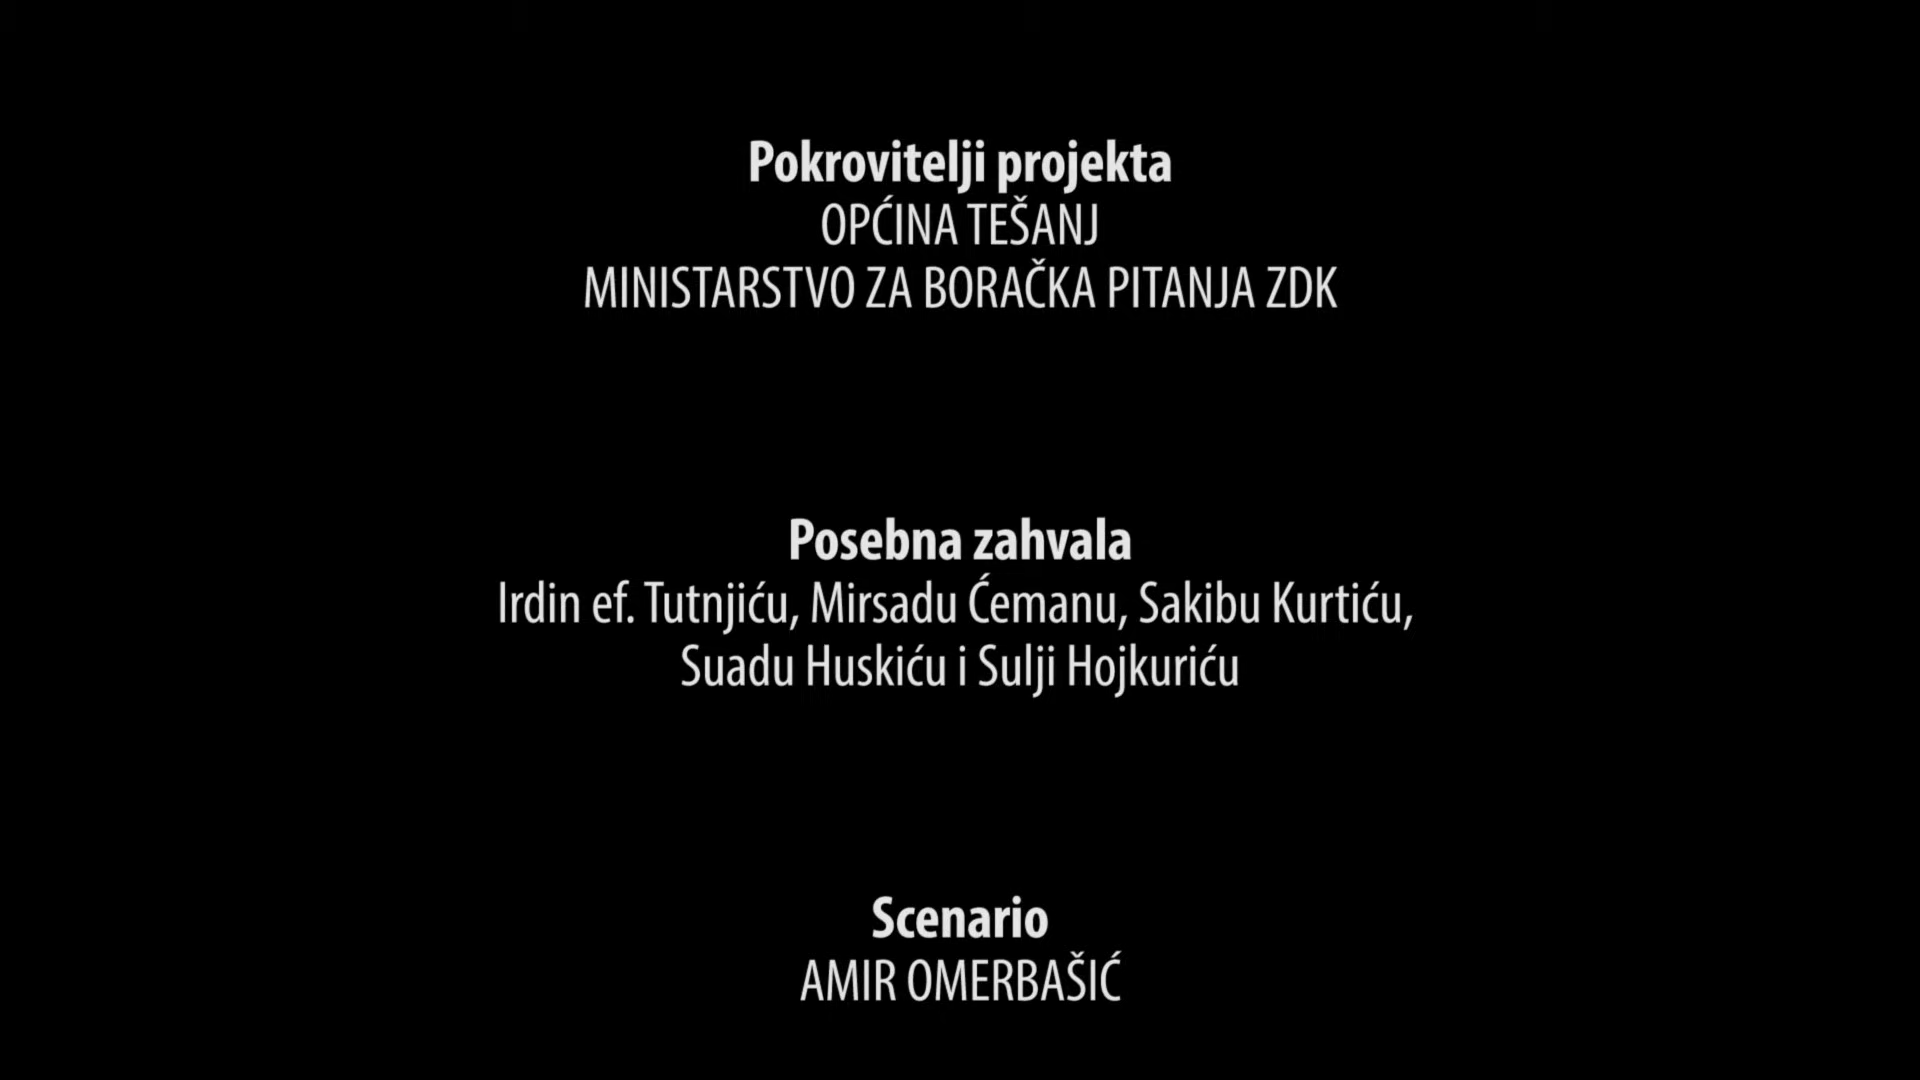 Pokrovitelji projekta
OPĆINA TEŠANJ
MINISTARSTVO ZA BORAČKA PITANJA ZDK
Posebna zahvala
Irdin ef. Tutnjiću, Mirsadu Ćemanu, Sakibu Kurtiću,
Suadu Huskiću i Sulji Hojkuriću
Scenario
AMIR OMERBAŠIĆ